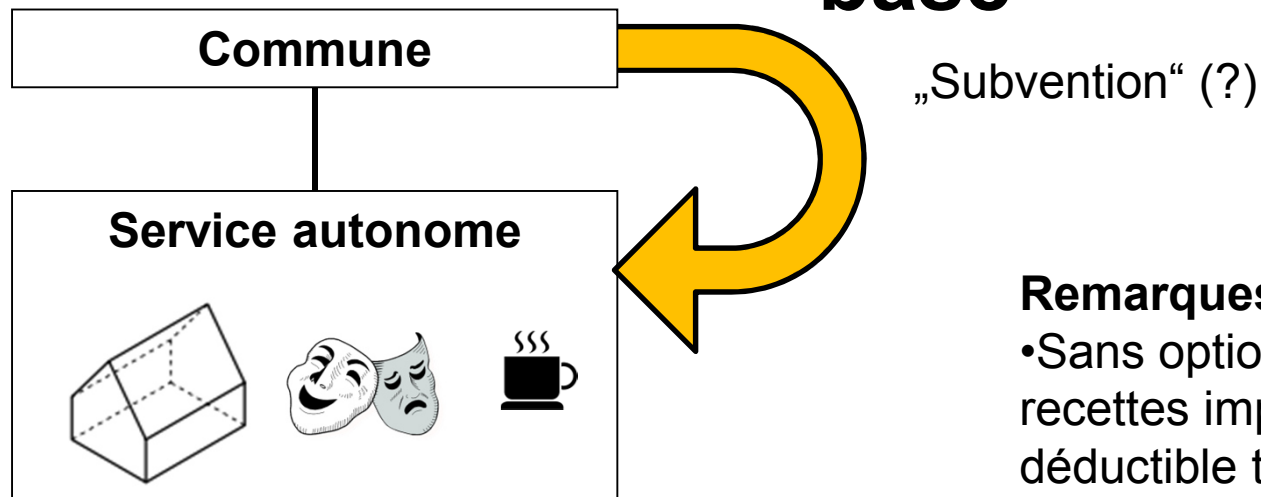 base
Commune
„Subvention“ (?)
Service autonome
Remarques
•Sans optio
recettes imp
déductible t